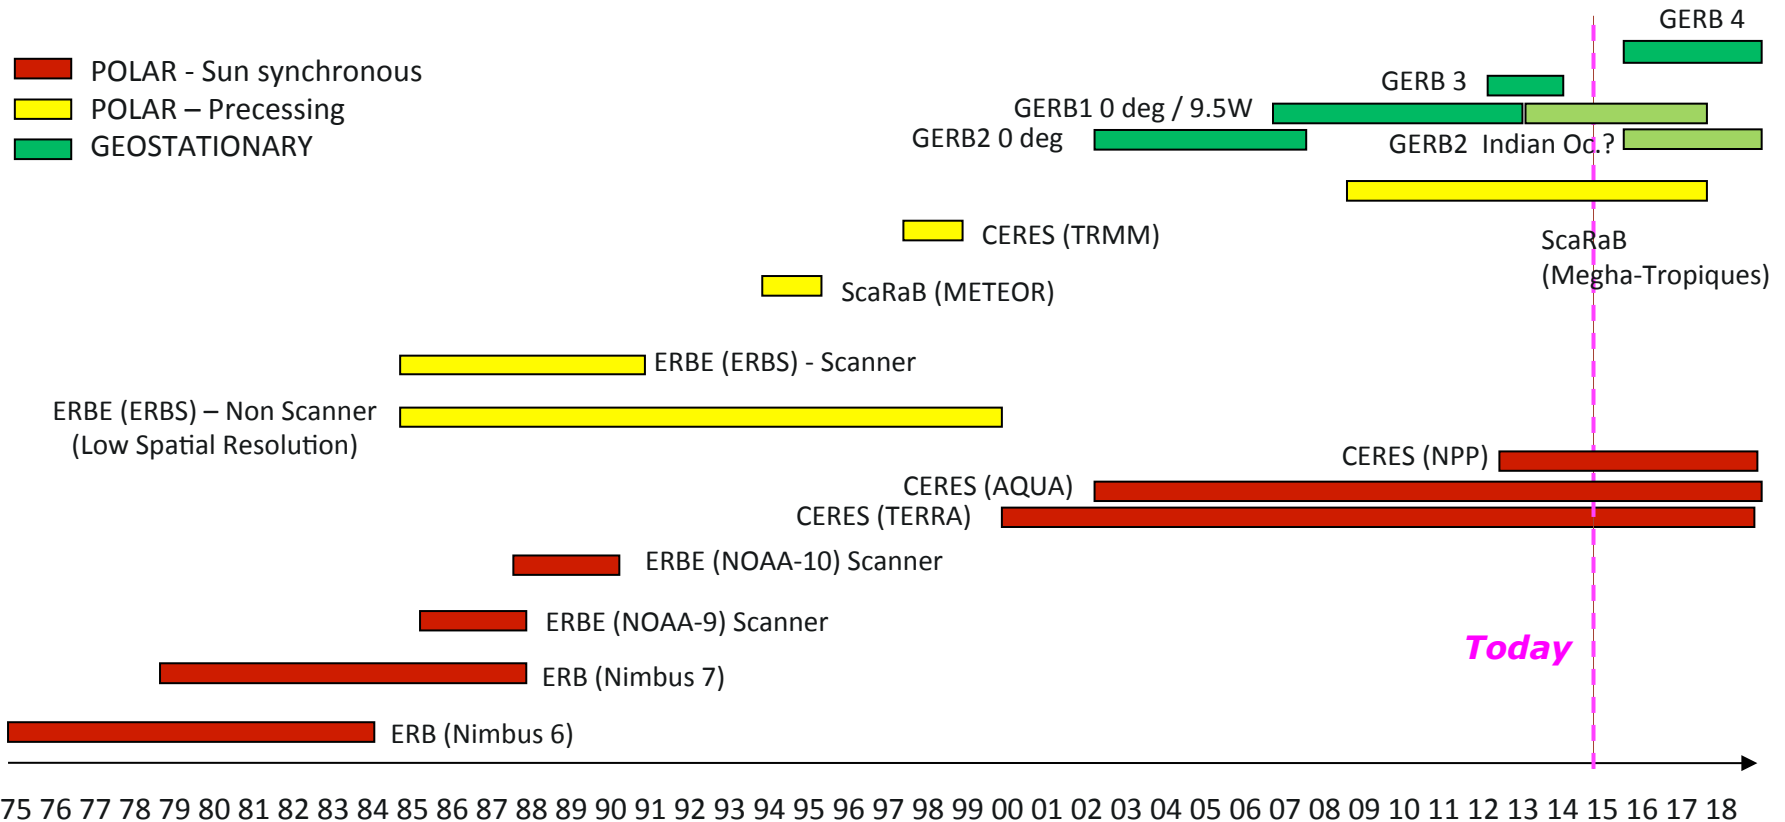 GERB 4
POLAR - Sun synchronous
POLAR – Precessing
GEOSTATIONARY
GERB 3
GERB1 0 deg / 9.5W
GERB2 0 deg
GERB2 Indian Oc.?
CERES (TRMM)
ScaRaB
(Megha-Tropiques)
ScaRaB (METEOR)
ERBE (ERBS) - Scanner
ERBE (ERBS) – Non Scanner
(Low Spatial Resolution)
CERES (NPP)
CERES (AQUA)
CERES (TERRA)
ERBE (NOAA-10) Scanner
ERBE (NOAA-9) Scanner
Today
ERB (Nimbus 7)
ERB (Nimbus 6)
75 76 77 78 79 80 81 82 83 84 85 86 87 88 89 90 91 92 93 94 95 96 97 98 99 00 01 02 03 04 05 06 07 08 09 10 11 12 13 14 15 16 17 18